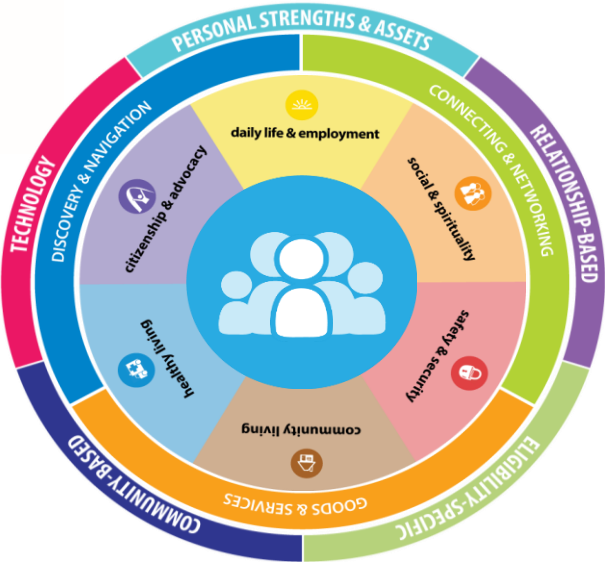 PERSONAL STRENGTHS & ASSETS
RELATIONSHIP-BASED
ELIGIBILITY-SPECIFIC
COMMUNITY-BASED
TECHNOLOGY
DISCOVERY & NAVIGATION
CONNECTING & NETWORKING
GOODS & SERVICES
daily life & employment
social & spirituality
safety & security
community living
healthy living
citizenship & advocacy